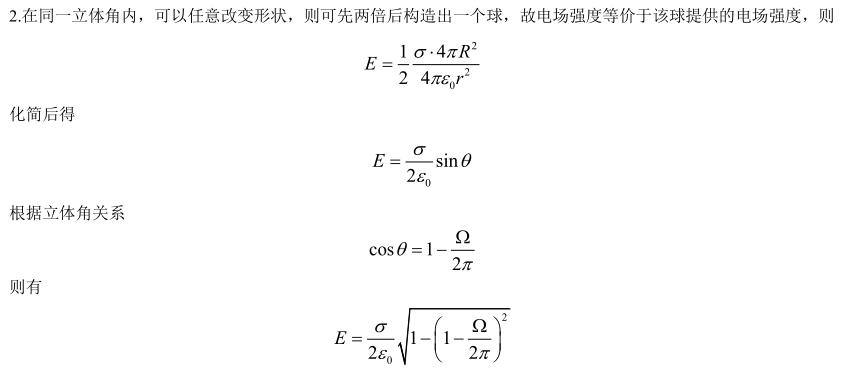 2.在同一立体角内，可以任意改变形状，则可先两倍后构造出一个球，故电场强度等价于该球提供的电场强度，则
E = \frac{1}{2} \frac{\sigma \cdot 4\pi R^2}{4\pi\varepsilon_0 r^2}
化简后得
E = \frac{\sigma}{2\varepsilon_0} \sin\theta
根据立体角关系
\cos\theta = 1 - \frac{\Omega}{2\pi}
则有
E = \frac{\sigma}{2\varepsilon_0} \sqrt{1 - \left(1 - \frac{\Omega}{2\pi}\right)^2}